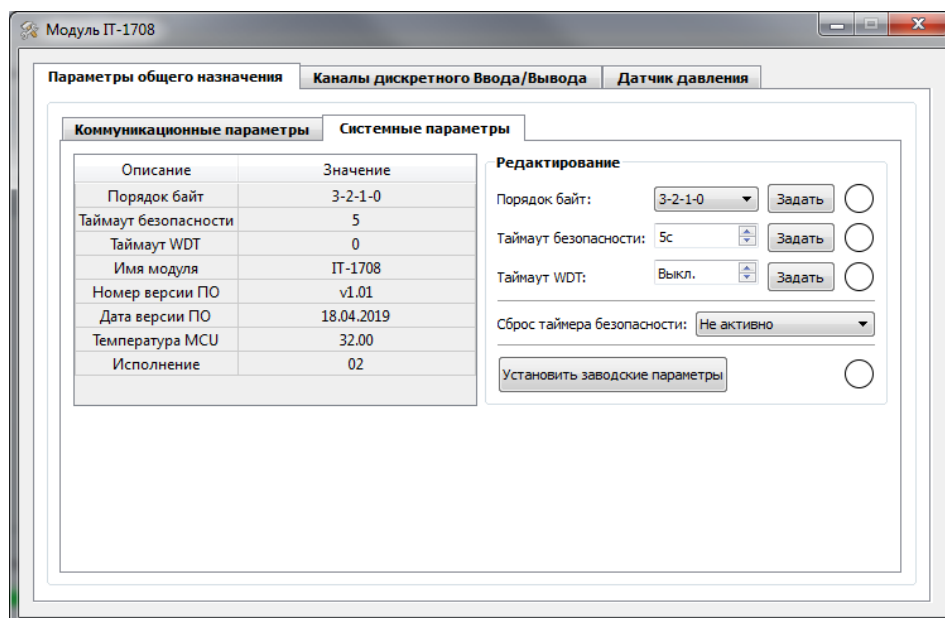 Модуль IT-1708
Параметры общего назначения
Каналы дискретного Ввода/Вывода
Датчик давления
Коммуникационные параметры
Системные параметры
Описание Значение
Порядок байт 3-2-1-0
Таймаут безопасности 5
Таймаут WDT 0
Имя модуля IT-1708
Номер версии ПО v1.01
Дата версии ПО 18.04.2019
Температура MCU 32.00
Исполнение 02
Редактирование
Порядок байт: 3-2-1-0 Задать
Таймаут безопасности: 5с Задать
Таймаут WDT: Выкл. Задать
Сброс таймера безопасности: Не активно
Установить заводские параметры